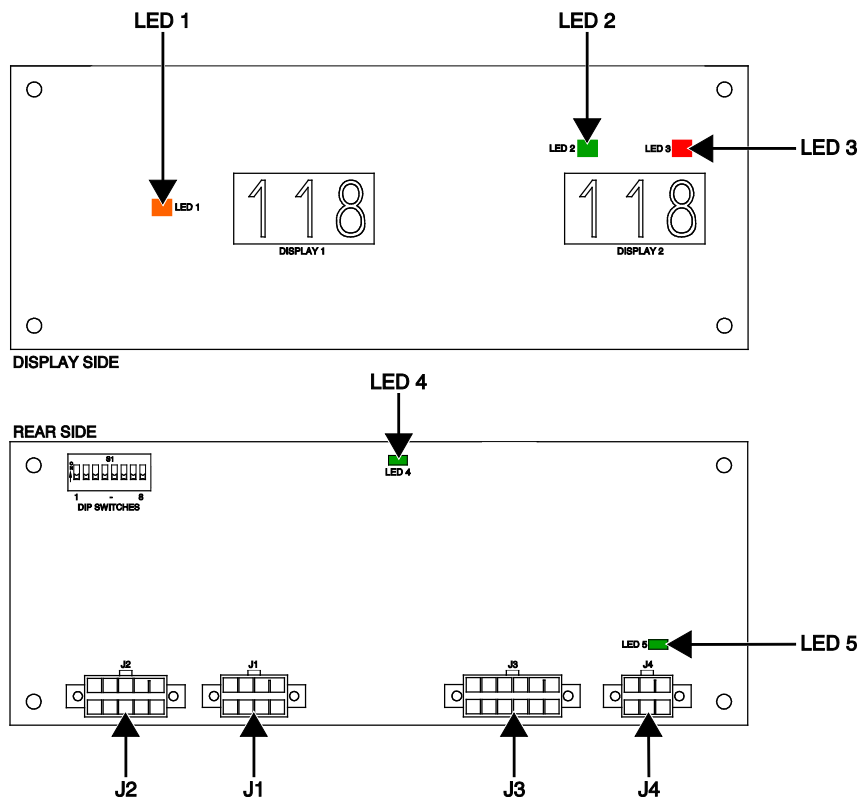 LED 1
LED 2
LED 2
LED 3
LED 3
LED 1
118
118
DISPLAY 1
DISPLAY 2
DISPLAY SIDE
LED 4
REAR SIDE
S1
LED 4
1 - 8
DIP SWITCHES
LED 5
LED 5
J2
J1
J3
J4
J2
J1
J3
J4